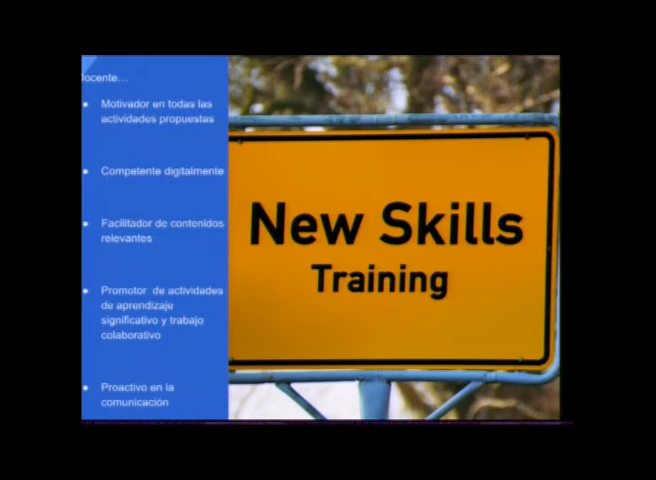 Docente...
• Motivador en todas las
actividades propuestas
• Competente digitalmente
• Facilitador de contenidos
relevantes
• Promotor de actividades
de aprendizaje
significativo y trabajo
colaborativo
• Proactivo en la
comunicación
New Skills
Training